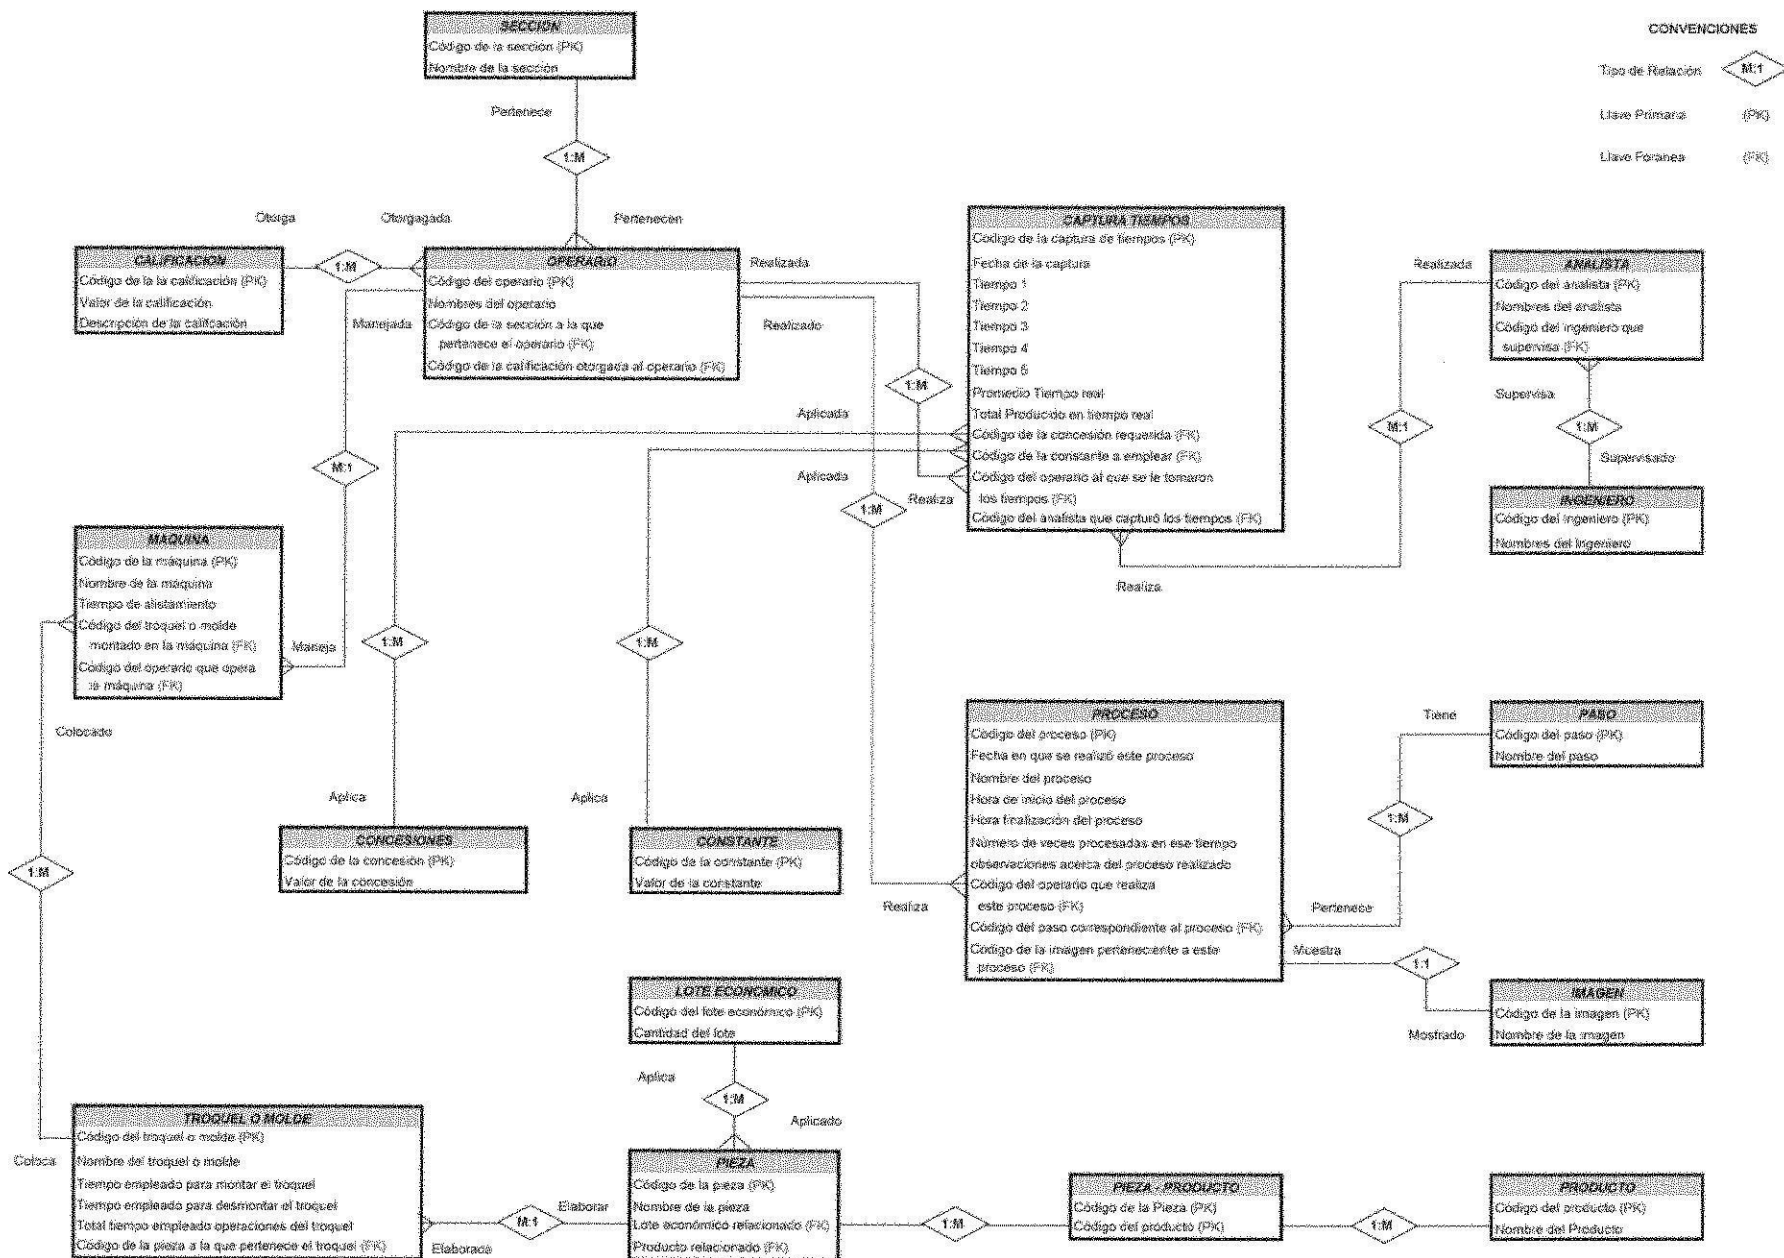 SECCION
Código de la sección (PK)
Nombre de la sección
CONVENCIONES
Tipo de Relación
M:1
Llave Primaria (PK)
Llave Foranea (FK)
Pertenece
1:M
Pertenecen
Otorga
Otorgagada
1:M
CALIFICACION
Código de la la calificación (PK)
Valor de la calificación
Descripción de la calificación
OPERARIO
Código del operario (PK)
Nombres del operario
Código de la sección a la que
pertenece el operario (FK)
Código de la calificación otorgada al operario (FK)
Realizada
Realizado
Manejada
M:1
Maneja
1:M
CAPTURA TIEMPOS
Código de la captura de tiempos (PK)
Fecha de la captura
Tiempo 1
Tiempo 2
Tiempo 3
Tiempo 4
Tiempo 5
Promedio Tiempo real
Total Producido en tiempo real
Código de la concesión requerida (FK)
Código de la constante a emplear (FK)
Código del operario al que se le tomaron
los tiempos (FK)
Código del analista que capturó los tiempos (FK)
Realizada
M:1
Realiza
ANALISTA
Código del analista (PK)
Nombres del analista
Código del ingeniero que
supervisa (FK)
Supervisa
1:M
Supervisado
INGENIERO
Código del ingeniero (PK)
Nombres del ingeniero
Aplicada
Aplicada
Realiza
1:M
MAQUINA
Código de la máquina (PK)
Nombre de la maquina
Tiempo de alistamiento
Código del troquel o molde
montado en la máquina (FK)
Código del operario que opera
la máquina (FK)
1:M
1:M
Colocado
1:M
Aplica
Aplica
CONCESIONES
Código de la concesión (PK)
Valor de la concesión
CONSTANTE
Código de la constante (PK)
Valor de la constante
PROCESO
Código del proceso (PK)
Fecha en que se realizó este proceso
Nombre del proceso
Hora de inicio del proceso
Hora finalización del proceso
Número de veces procesadas en ese tiempo
observaciones acerca del proceso realizado
Código del operario que realiza
este proceso (FK)
Código del paso correspondiente al proceso (FK)
Código de la imagen perteneciente a este
proceso (FK)
Realiza
Tiene
1:M
Pertenece
PASO
Código del paso (PK)
Nombre del paso
Muestra
1:1
Mostrado
IMAGEN
Código de la imagen (PK)
Nombre de la imagen
LOTE ECONOMICO
Código del lote económico (PK)
Cantidad del lote
Aplica
1:M
Aplicado
Coloca
TROQUEL O MOLDE
Código del troquel o molde (PK)
Nombre del troquel o molde
Tiempo empleado para montar el troquel
Tiempo empleado para desmontar el troquel
Total tiempo empleado operaciones del troquel
Código de la pieza a la que pertenece el troquel (FK)
Elaborar
M:1
Elaborada
PIEZA
Código de la pieza (PK)
Nombre de la pieza
Lote económico relacionado (FK)
Producto relacionado (FK)
1:M
PIEZA - PRODUCTO
Código de la Pieza (PK)
Código del producto (PK)
1:M
PRODUCTO
Código del producto (PK)
Nombre del Producto